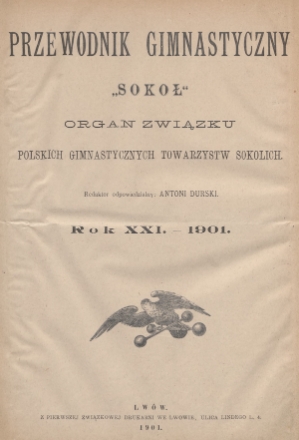 PRZEWODNIK GIMNASTYCZNY
„SOKOŁ“
ORGAN ZWIĄZKU
POLSKICH GIMNASTYCZNYCH TOWARZYSTW SOKOLICH.
Redaktor odpowiedzialny: ANTONI DURSKI.
Rok XXI. – 1901.
LWÓW.
Z PIERWSZEJ ZWIĄZKOWEJ DRUKARNI WE LWOWIE, ULICA LINDEGO L. 4.
1901.